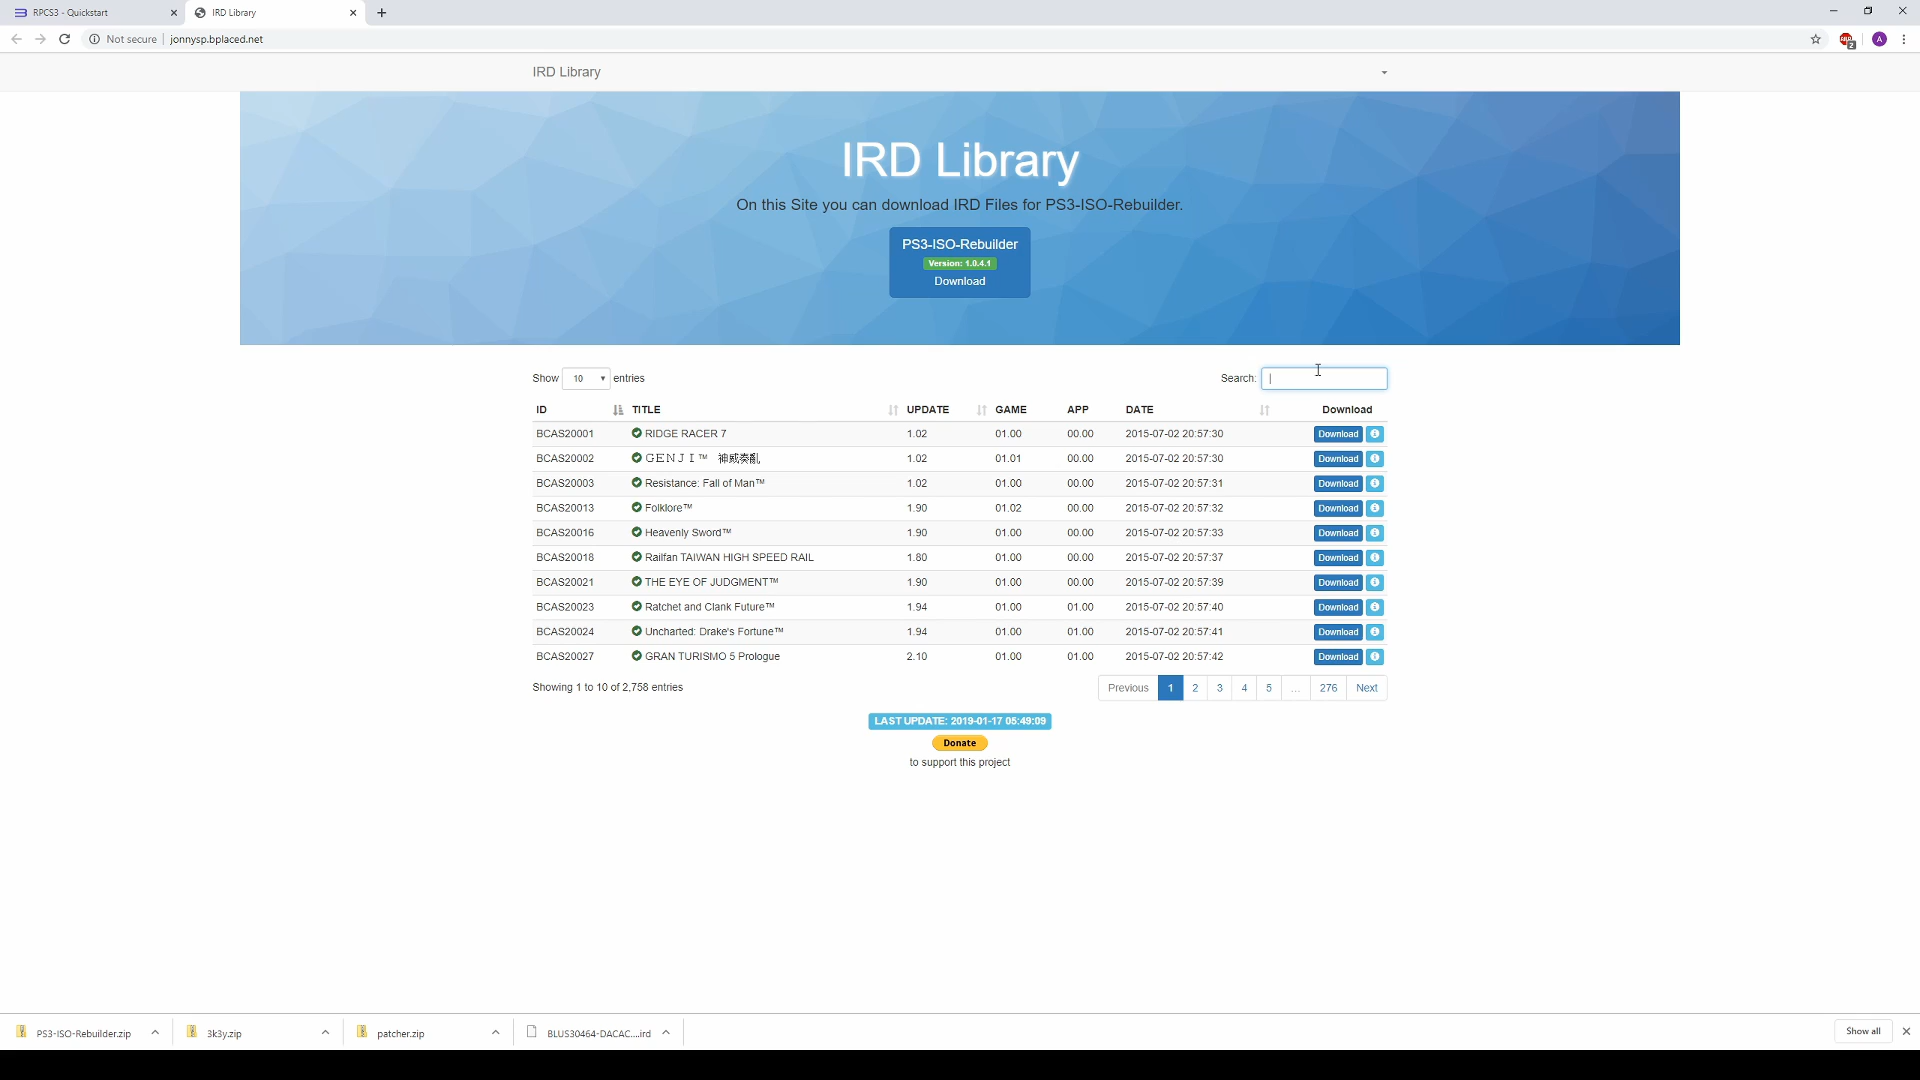 RPCS3 - Quickstart
IRD Library
Not secure
jonnysp.bplaced.net
2
A
IRD Library
IRD Library
On this Site you can download IRD Files for PS3-ISO-Rebuilder.
PS3-ISO-Rebuilder
Version: 1.0.4.1
Download
Show 10 entries
Search:
ID TITLE UPDATE GAME APP DATE Download
BCAS20001 RIDGE RACER 7 1.02 01.00 00.00 2015-07-02 20:57:30 Download
BCAS20002 ＧＥＮＪＩ™ 神威奏亂 1.02 01.01 00.00 2015-07-02 20:57:30 Download
BCAS20003 Resistance: Fall of Man™ 1.02 01.00 00.00 2015-07-02 20:57:31 Download
BCAS20013 Folklore™ 1.90 01.02 00.00 2015-07-02 20:57:32 Download
BCAS20016 Heavenly Sword™ 1.90 01.00 00.00 2015-07-02 20:57:33 Download
BCAS20018 Railfan TAIWAN HIGH SPEED RAIL 1.80 01.00 00.00 2015-07-02 20:57:37 Download
BCAS20021 THE EYE OF JUDGMENT™ 1.90 01.00 00.00 2015-07-02 20:57:39 Download
BCAS20023 Ratchet and Clank Future™ 1.94 01.00 01.00 2015-07-02 20:57:40 Download
BCAS20024 Uncharted: Drake's Fortune™ 1.94 01.00 01.00 2015-07-02 20:57:41 Download
BCAS20027 GRAN TURISMO 5 Prologue 2.10 01.00 01.00 2015-07-02 20:57:42 Download
Showing 1 to 10 of 2,758 entries
Previous 1 2 3 4 5 … 276 Next
LAST UPDATE: 2019-01-17 05:49:09
Donate
to support this project
PS3-ISO-Rebuilder.zip
3k3y.zip
patcher.zip
BLUS30464-DACAC....ird
Show all